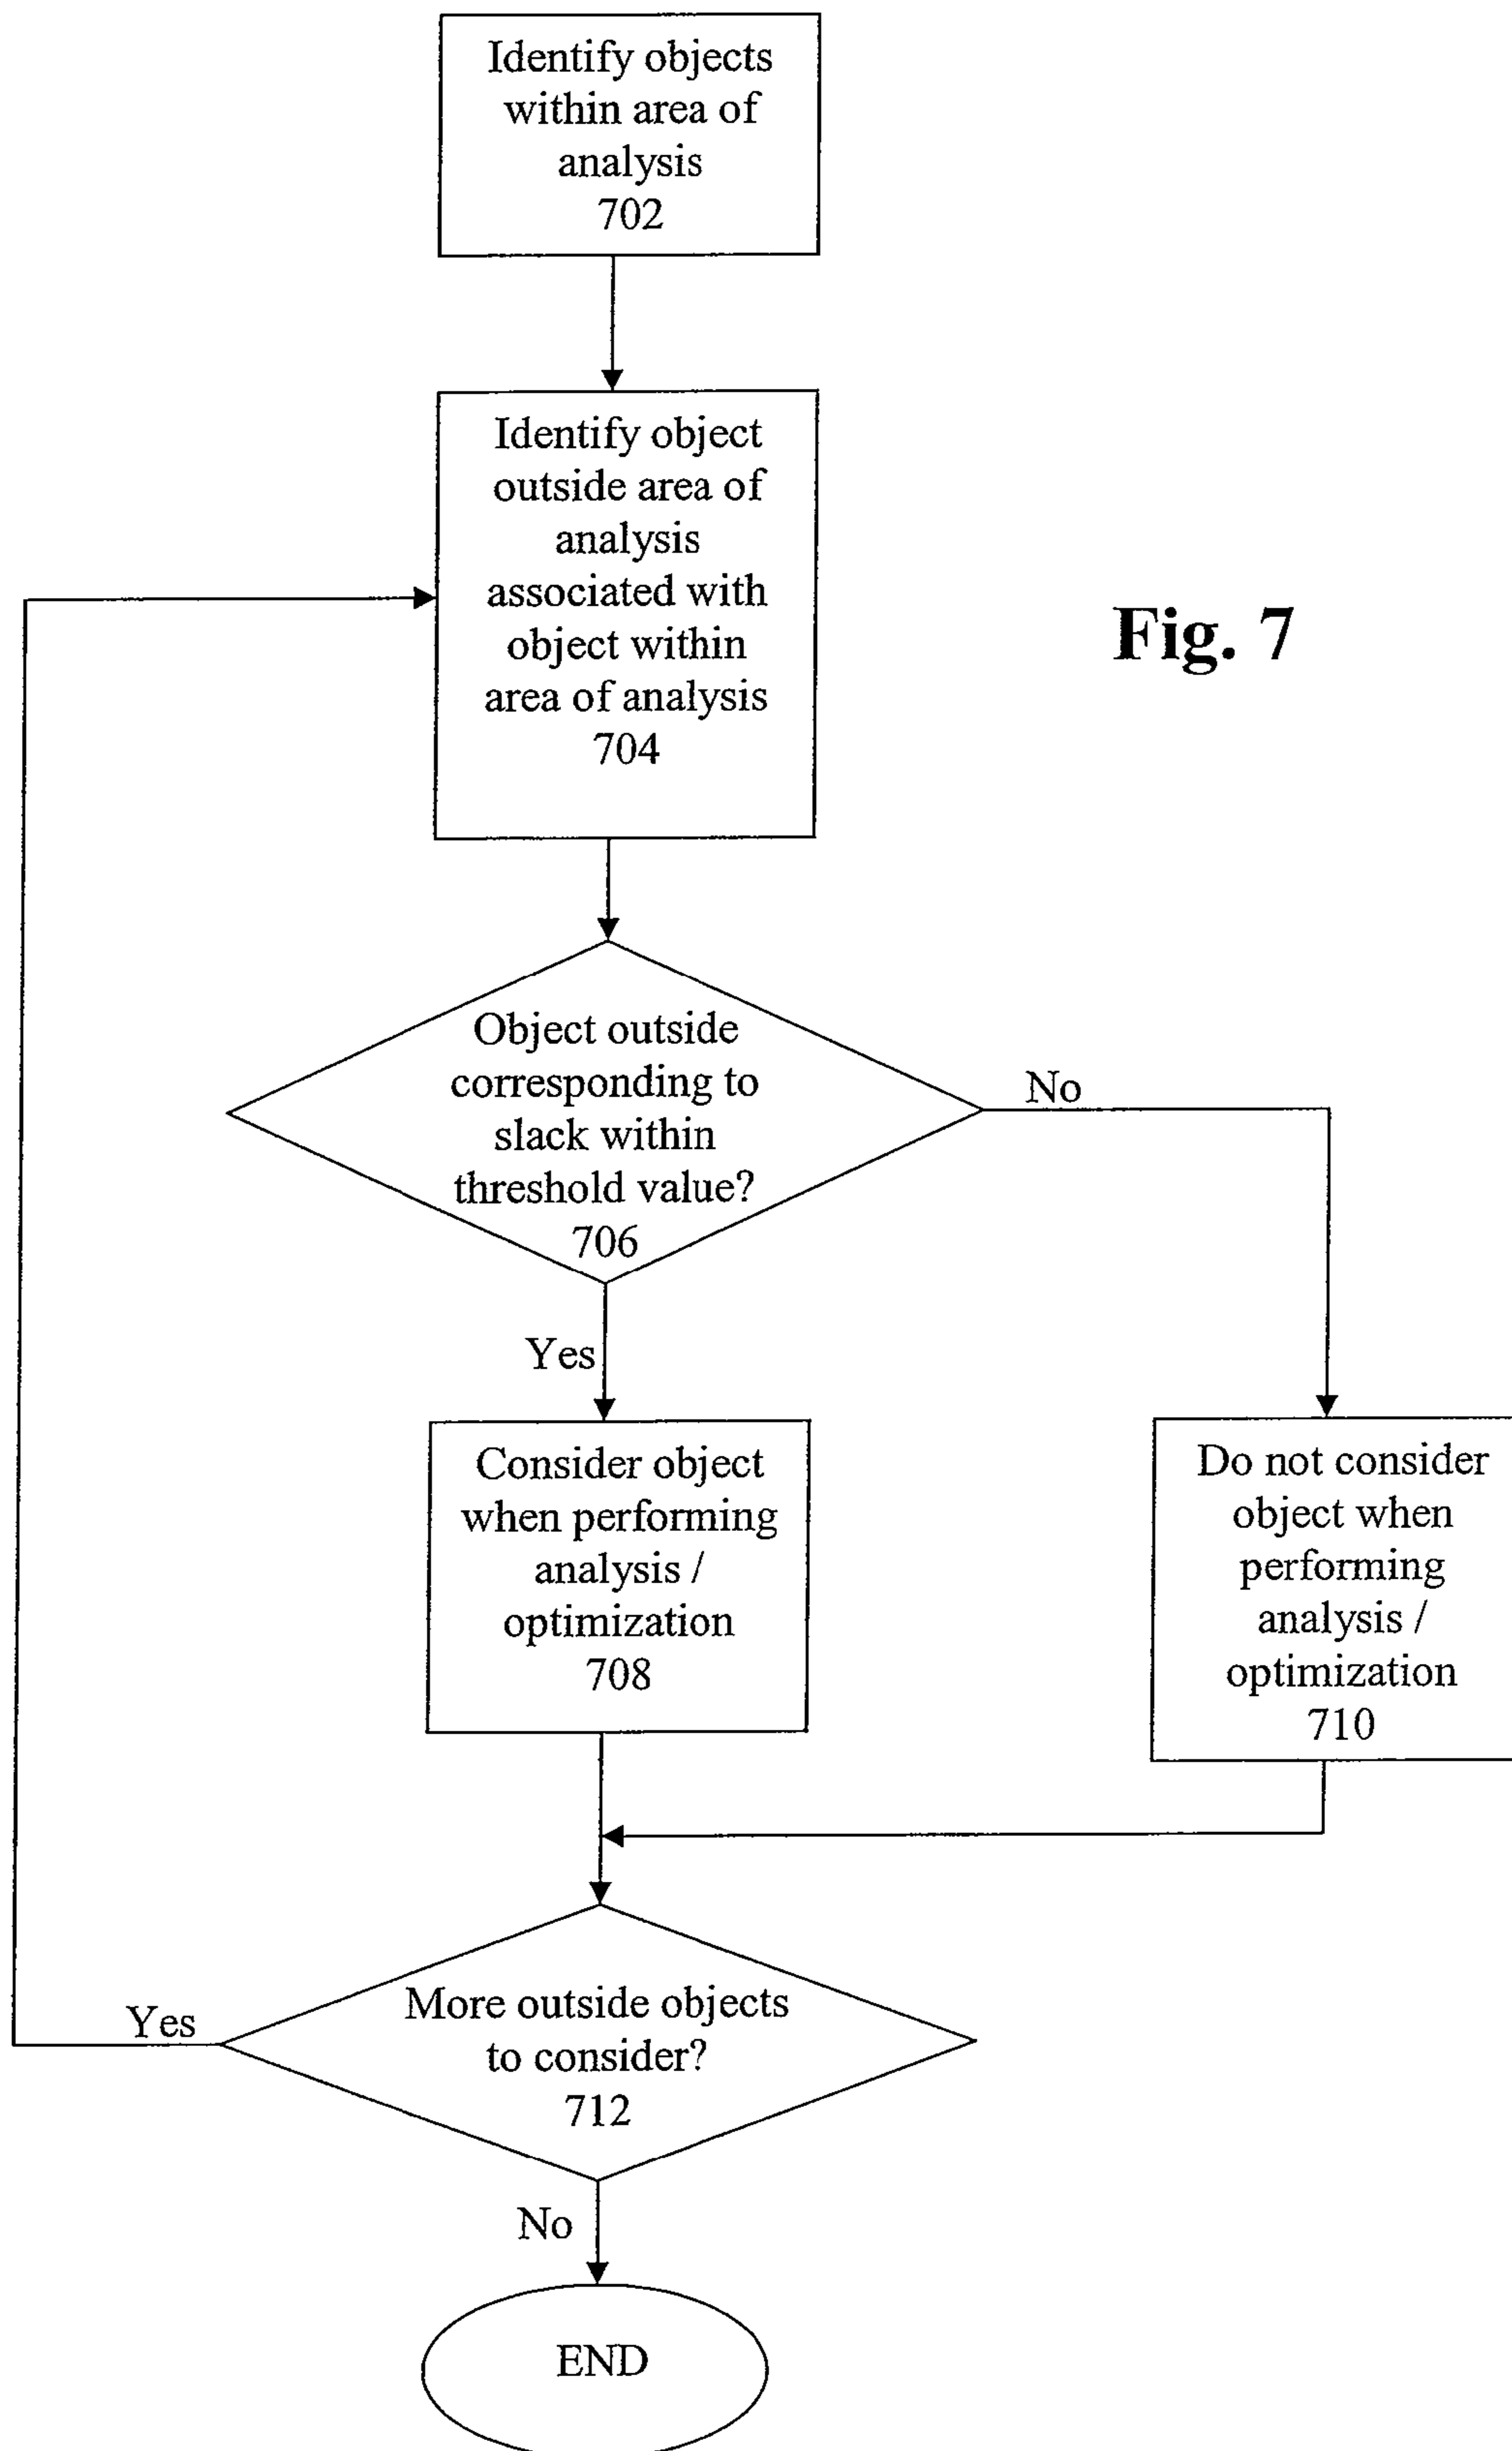 Identify objects
within area of
analysis
702
Identify object
outside area of
analysis
associated with
object within
area of analysis
704
Fig. 7
Object outside
corresponding to
slack within
threshold value?
706
No
Yes
Consider object
when performing
analysis /
optimization
708
Do not consider
object when
performing
analysis /
optimization
710
More outside objects
to consider?
712
Yes
No
END